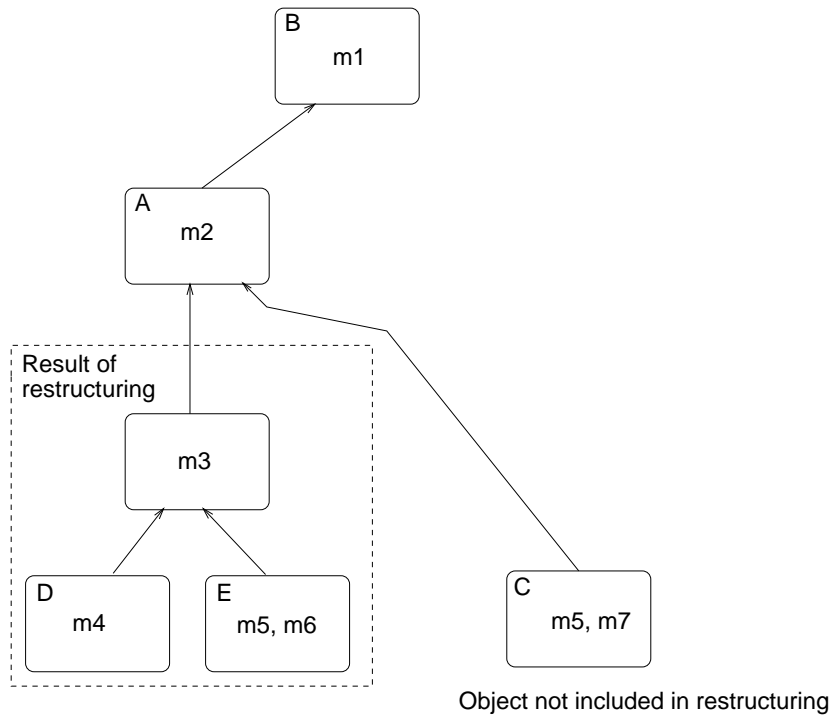 B
m1
A
m2
Result of
restructuring
m3
D
m4
E
m5, m6
C
m5, m7
Object not included in restructuring